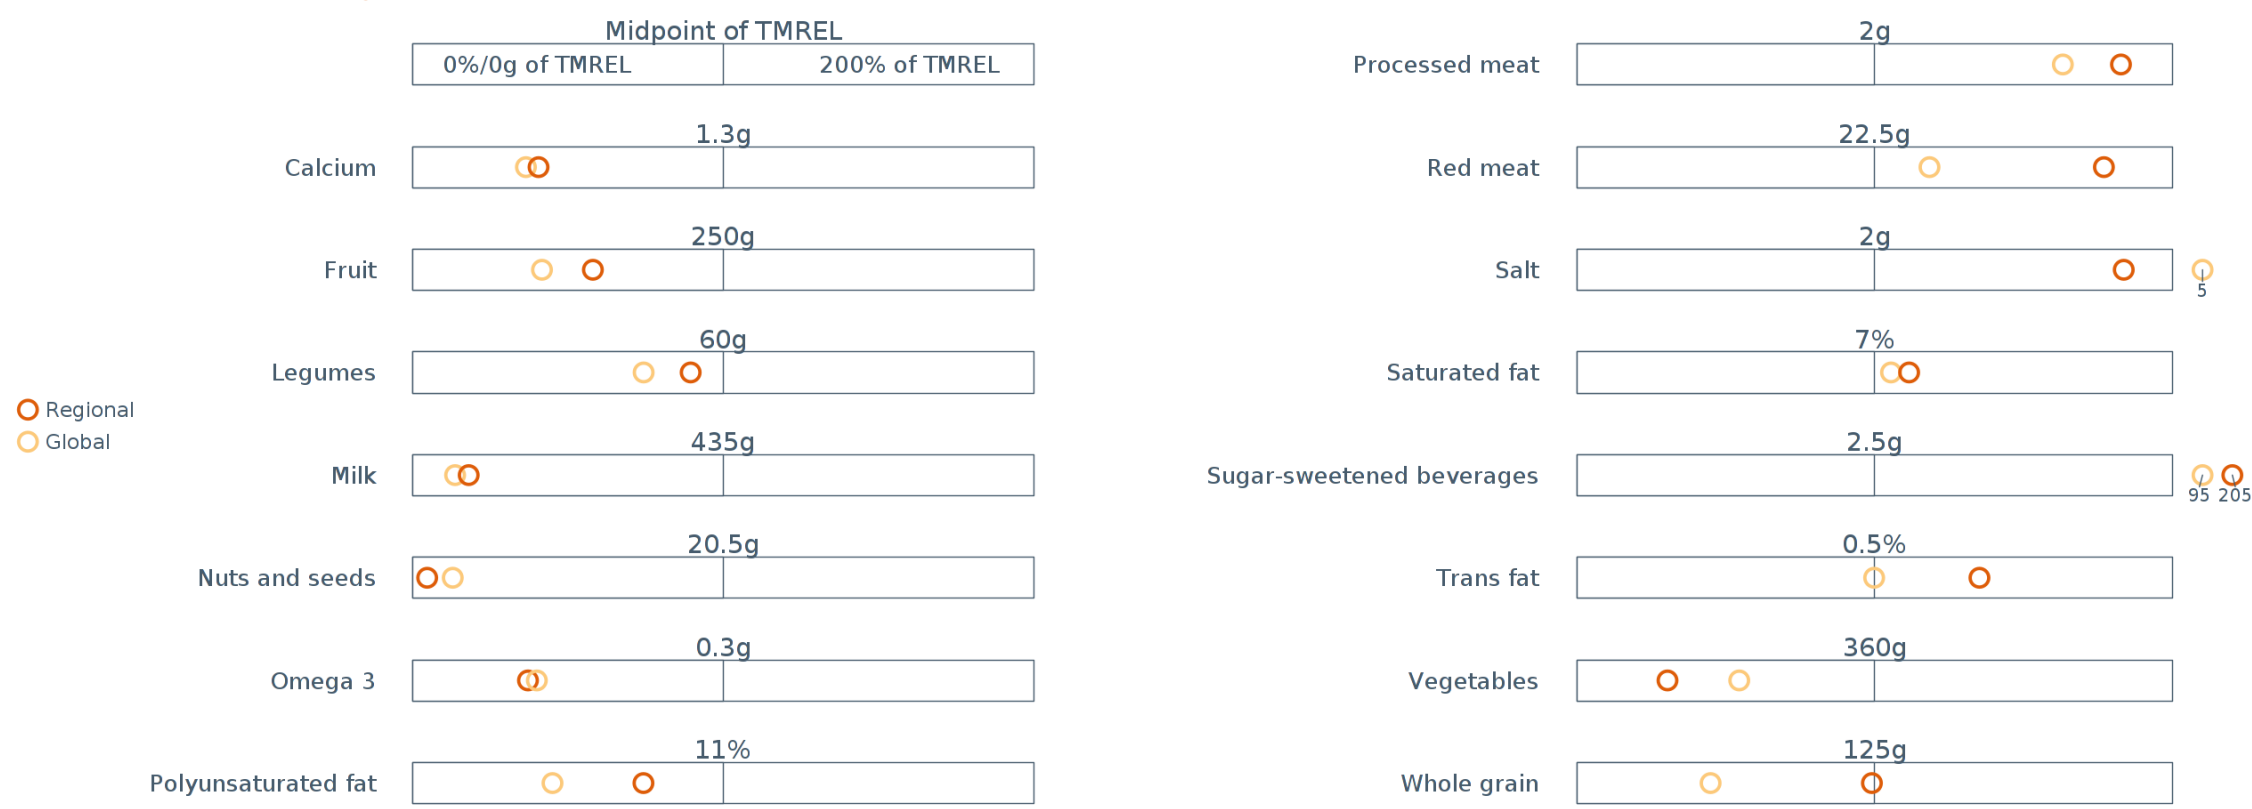 Midpoint of TMREL
0%/0g of TMREL 200% of TMREL
1.3g
Calcium
250g
Fruit
60g
Legumes
Regional
Global
435g
Milk
20.5g
Nuts and seeds
0.3g
Omega 3
11%
Polyunsaturated fat
2g
Processed meat
22.5g
Red meat
2g
Salt
5
7%
Saturated fat
2.5g
Sugar-sweetened beverages
95 205
0.5%
Trans fat
360g
Vegetables
125g
Whole grain